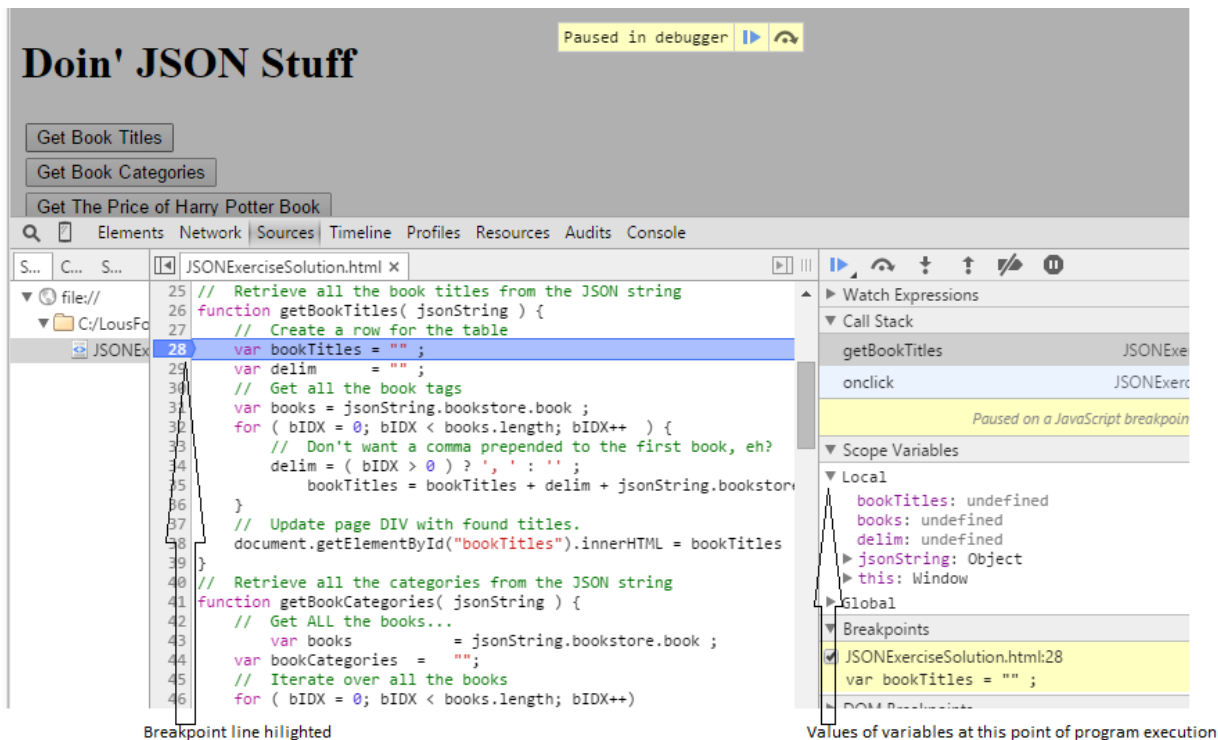 Paused in debugger
Doin' JSON Stuff
Get Book Titles
Get Book Categories
Get The Price of Harry Potter Book
Elements Network Sources Timeline Profiles Resources Audits Console
S... C... S... JSONExerciseSolution.html ×
file://
C:/LousFo
JSONEx
25 // Retrieve all the book titles from the JSON string
26 function getBookTitles( jsonString ) {
27 // Create a row for the table
28 var bookTitles = "" ;
29 var delim = "" ;
30 // Get all the book tags
31 var books = jsonString.bookstore.book ;
32 for ( bIDX = 0; bIDX < books.length; bIDX++ ) {
33 // Don't want a comma prepended to the first book, eh?
34 delim = ( bIDX > 0 ) ? ', ' : '' ;
35 bookTitles = bookTitles + delim + jsonString.bookstore
36 }
37 // Update page DIV with found titles.
38 document.getElementById("bookTitles").innerHTML = bookTitles
39 }
40 // Retrieve all the categories from the JSON string
41 function getBookCategories( jsonString ) {
42 // Get ALL the books...
43 var books = jsonString.bookstore.book ;
44 var bookCategories = "";
45 // Iterate over all the books
46 for ( bIDX = 0; bIDX < books.length; bIDX++)
Watch Expressions
Call Stack
getBookTitles JSONExe
onclick JSONExerc
Paused on a JavaScript breakpoin
Scope Variables
Local
bookTitles: undefined
books: undefined
delim: undefined
jsonString: Object
this: Window
Global
Breakpoints
JSONExerciseSolution.html:28
var bookTitles = "" ;
DOM Breakpoints
Breakpoint line hilighted
Values of variables at this point of program execution